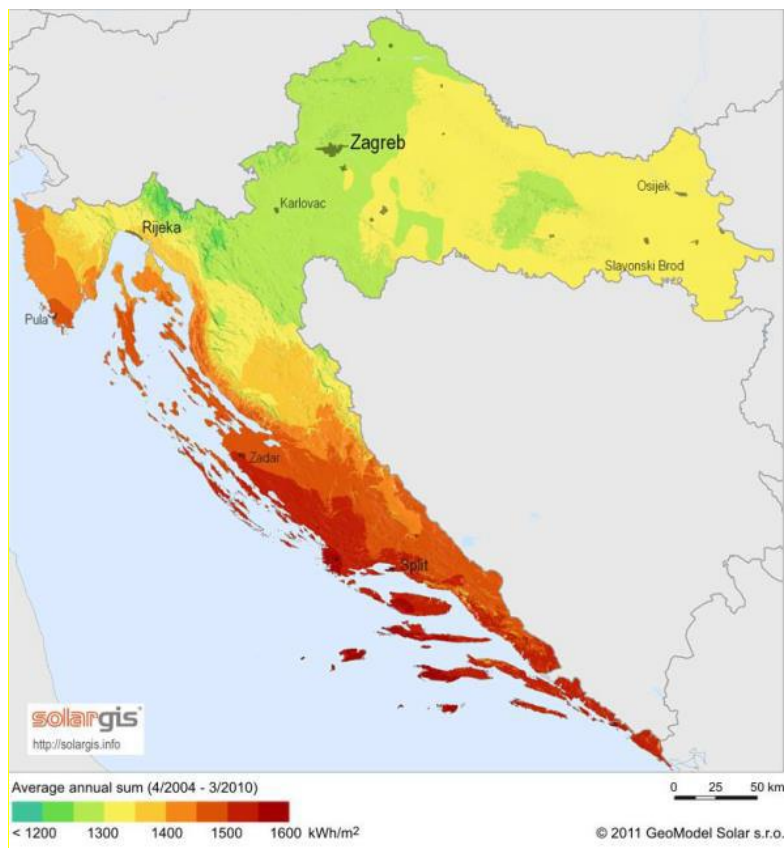 Zagreb
Osijek
Karlovac
Rijeka
Slavonski Brod
Pula
Zadar
Split
solargis
http://solargis.info
Average annual sum (4/2004 - 3/2010)
0 25 50 km
< 1200 1300 1400 1500 1600 kWh/m²
© 2011 GeoModel Solar s.r.o.